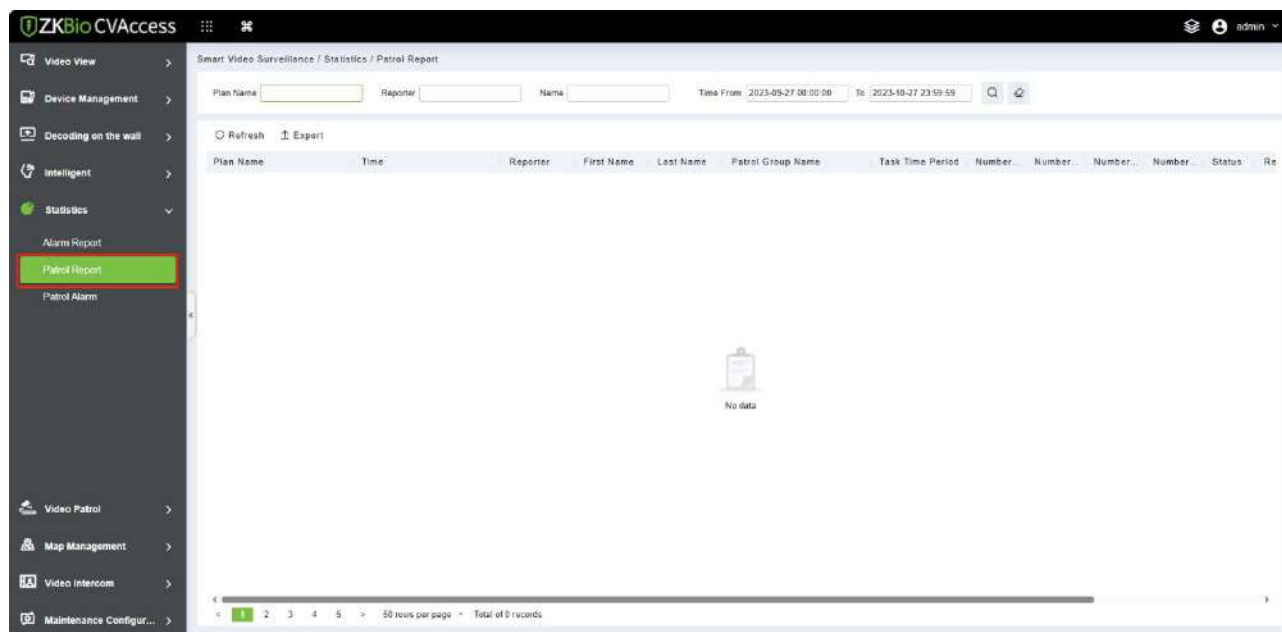 ZKBio CVAccess
admin
Video View
Device Management
Decoding on the wall
Intelligent
Statistics
Alarm Report
Patrol Report
Patrol Alarm
Video Patrol
Map Management
Video Intercom
Maintenance Configur...
Smart Video Surveillance / Statistics / Patrol Report
Plan Name Reporter Name Time From 2023-09-27 00:00:00 To 2023-10-27 23:59:59
Refresh Export
Plan Name Time Reporter First Name Last Name Patrol Group Name Task Time Period Number... Number... Number... Number... Status Re
No data
< 1 2 3 4 5 > 50 rows per page Total of 0 records